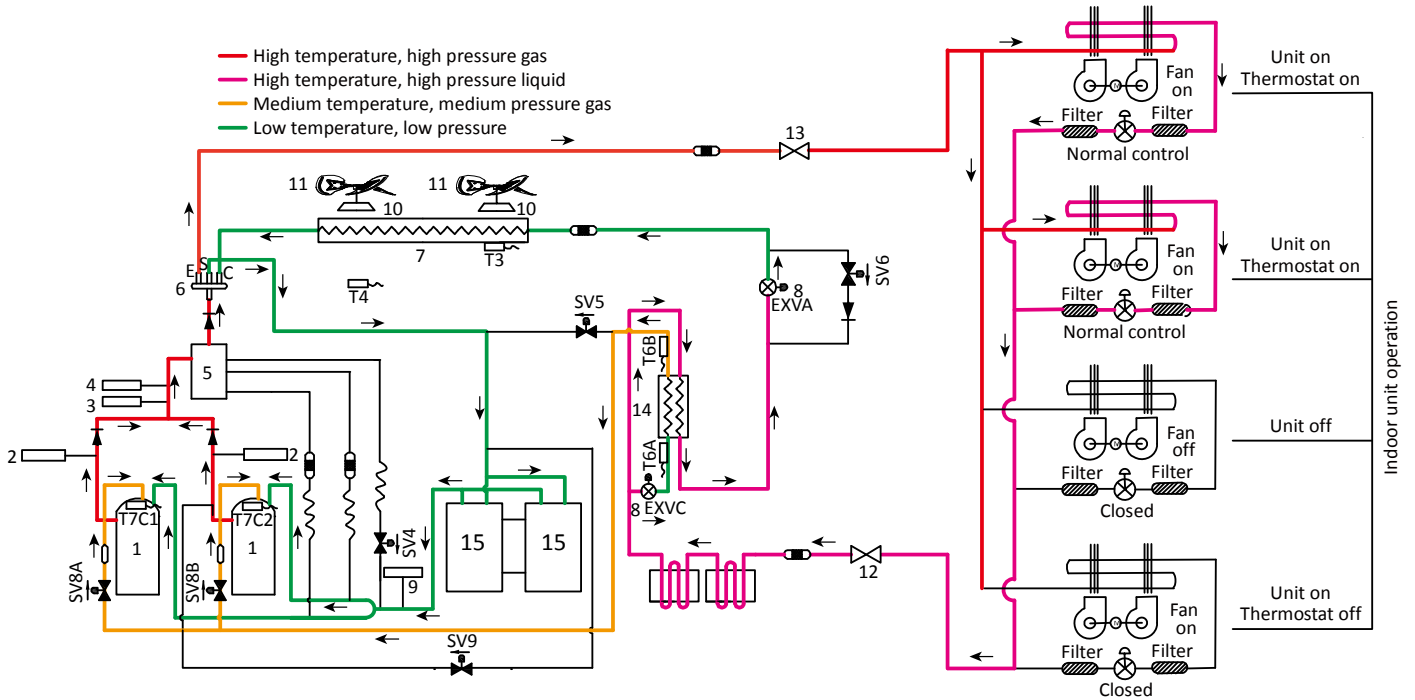 High temperature, high pressure gas
High temperature, high pressure liquid
Medium temperature, medium pressure gas
Low temperature, low pressure
13
11
11
10
10
7
T3
T4
E
S
C
6
SV5
8
EXVA
SV6
5
4
3
2
2
T6B
14
T6A
8
EXVC
T7C1
T7C2
1
1
SV8A
SV8B
SV4
9
15
15
12
SV9
M
Fan
on
Filter
Filter
Normal control
Unit on
Thermostat on
M
Fan
on
Filter
Filter
Normal control
Unit on
Thermostat on
M
Fan
off
Filter
Filter
Closed
Unit off
M
Fan
on
Filter
Filter
Closed
Unit on
Thermostat off
Indoor unit operation